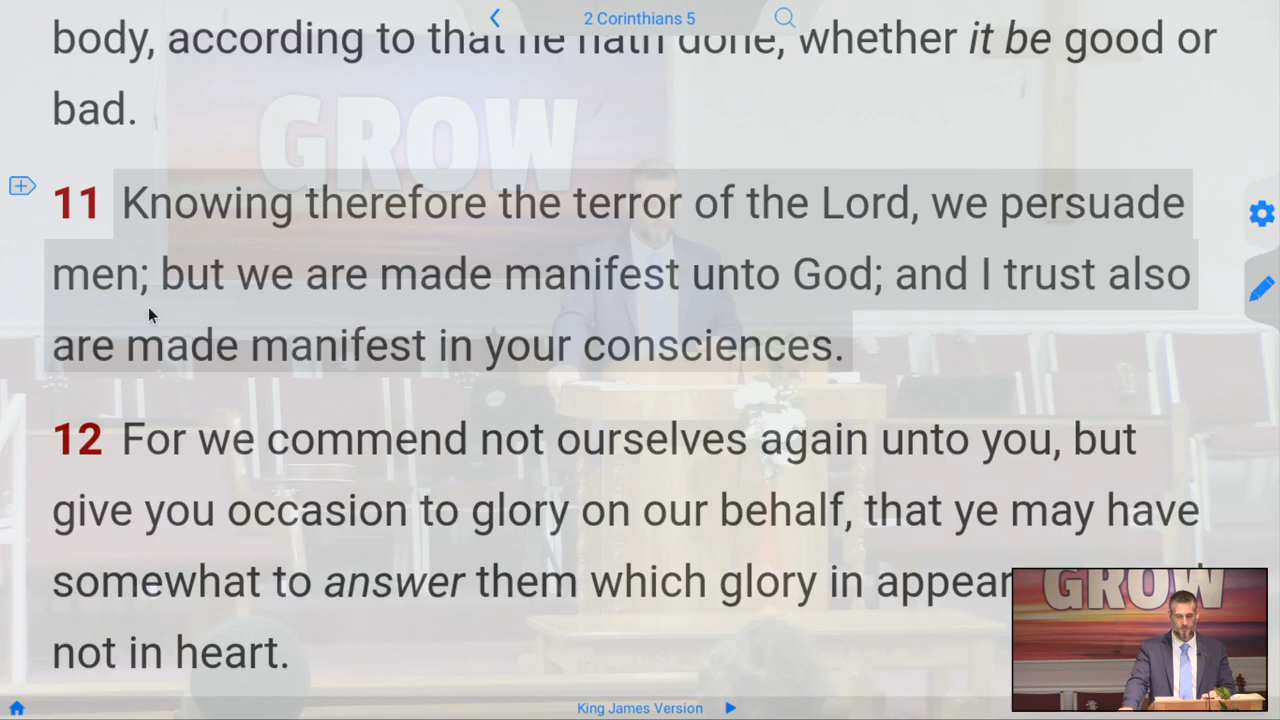 2 Corinthians 5
body, according to that he hath done, whether it be good or
bad.
GROW
11 Knowing therefore the terror of the Lord, we persuade
men; but we are made manifest unto God; and I trust also
are made manifest in your consciences.
12 For we commend not ourselves again unto you, but
give you occasion to glory on our behalf, that ye may have
somewhat to answer them which glory in
not in heart.
GROW
King James Version